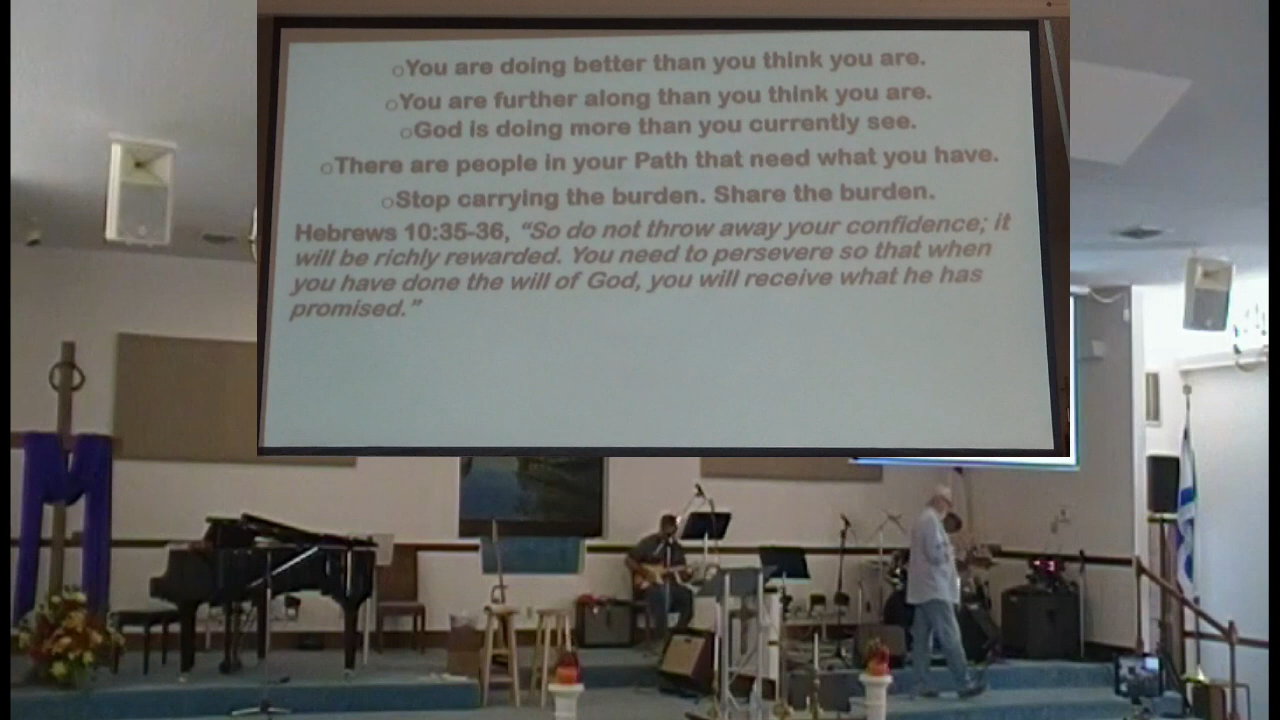 ○You are doing better than you think you are.
○You are further along than you think you are.
○God is doing more than you currently see.
○There are people in your Path that need what you have.
○Stop carrying the burden. Share the burden.
Hebrews 10:35-36, “So do not throw away your confidence; it
will be richly rewarded. You need to persevere so that when
you have done the will of God, you will receive what he has
promised.”